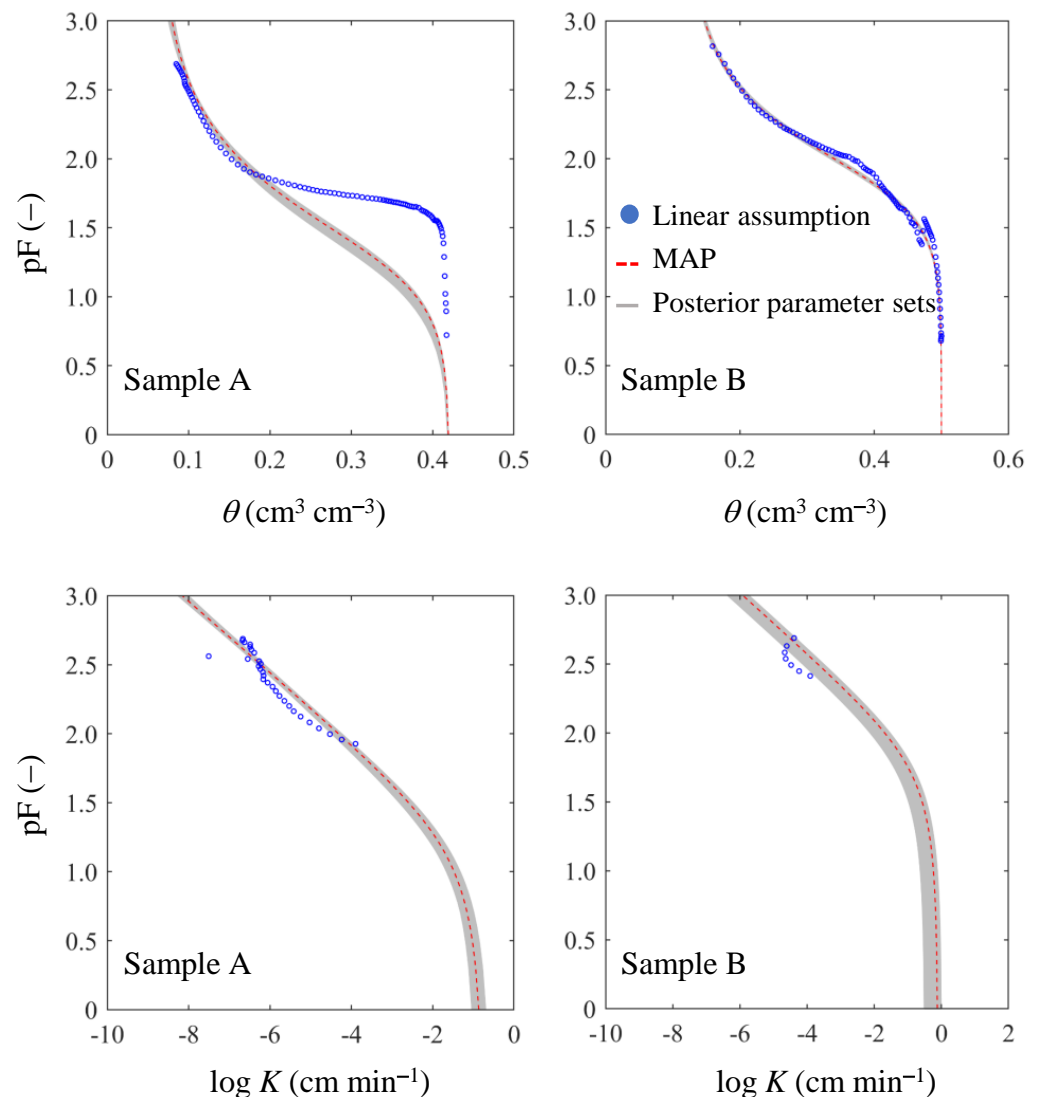 3.0
2.5
2.0
1.5
1.0
0.5
0
pF (−)
0 0.1 0.2 0.3 0.4 0.5
θ (cm³ cm⁻³)
Sample A
3.0
2.5
2.0
1.5
1.0
0.5
0
0 0.2 0.4 0.6
θ (cm³ cm⁻³)
Linear assumption
MAP
Posterior parameter sets
Sample B
3.0
2.5
2.0
1.5
1.0
0.5
0
pF (−)
-10 -8 -6 -4 -2 0
log K (cm min⁻¹)
Sample A
3.0
2.5
2.0
1.5
1.0
0.5
0
-10 -8 -6 -4 -2 0 2
log K (cm min⁻¹)
Sample B